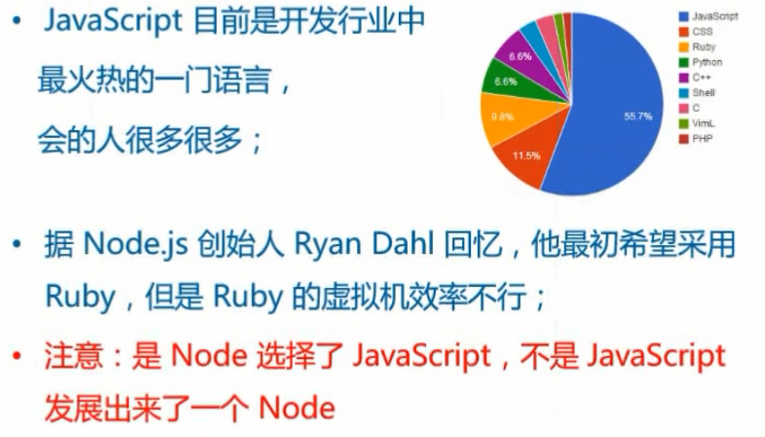 • JavaScript 目前是开发行业中
最火热的一门语言，
会的人很多很多；
55.7%
11.5%
9.8%
6.6%
6.6%
JavaScript
CSS
Ruby
Python
C++
Shell
C
VimL
PHP
• 据 Node.js 创始人 Ryan Dahl 回忆，他最初希望采用
Ruby，但是 Ruby 的虚拟机效率不行；
• 注意：是 Node 选择了 JavaScript，不是 JavaScript
发展出来了一个 Node